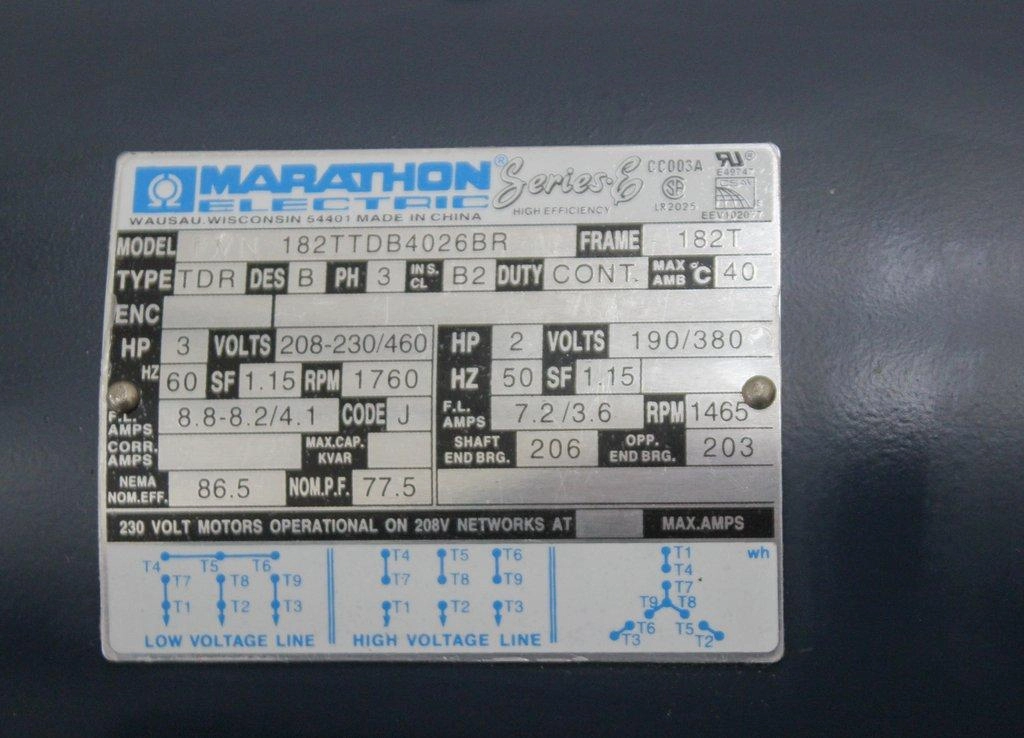 MARATHON ® Series·E CC003A
ELECTRIC HIGH EFFICIENCY LR2025
WAUSAU, WISCONSIN 54401 MADE IN CHINA
MODEL 182TTDB4026BR FRAME 182T
TYPE TDR DES B PH 3 INS. CL B2 DUTY CONT. MAX AMB °C 40
ENC
HP 3 VOLTS 208-230/460 HP 2 VOLTS 190/380
HZ 60 SF 1.15 RPM 1760 HZ 50 SF 1.15
F.L. AMPS 8.8-8.2/4.1 CODE J F.L. AMPS 7.2/3.6 RPM 1465
CORR. AMPS MAX.CAP. KVAR SHAFT END BRG. 206 OPP. END BRG. 203
NEMA NOM.EFF. 86.5 NOM.P.F. 77.5
230 VOLT MOTORS OPERATIONAL ON 208V NETWORKS AT MAX.AMPS
T4 T5 T6 T4 T5 T6 T1 wh
T7 T8 T9 T7 T8 T9 T4
T7
T1 T2 T3 T1 T2 T3 T9 T8
T6 T5
LOW VOLTAGE LINE HIGH VOLTAGE LINE T3 T2